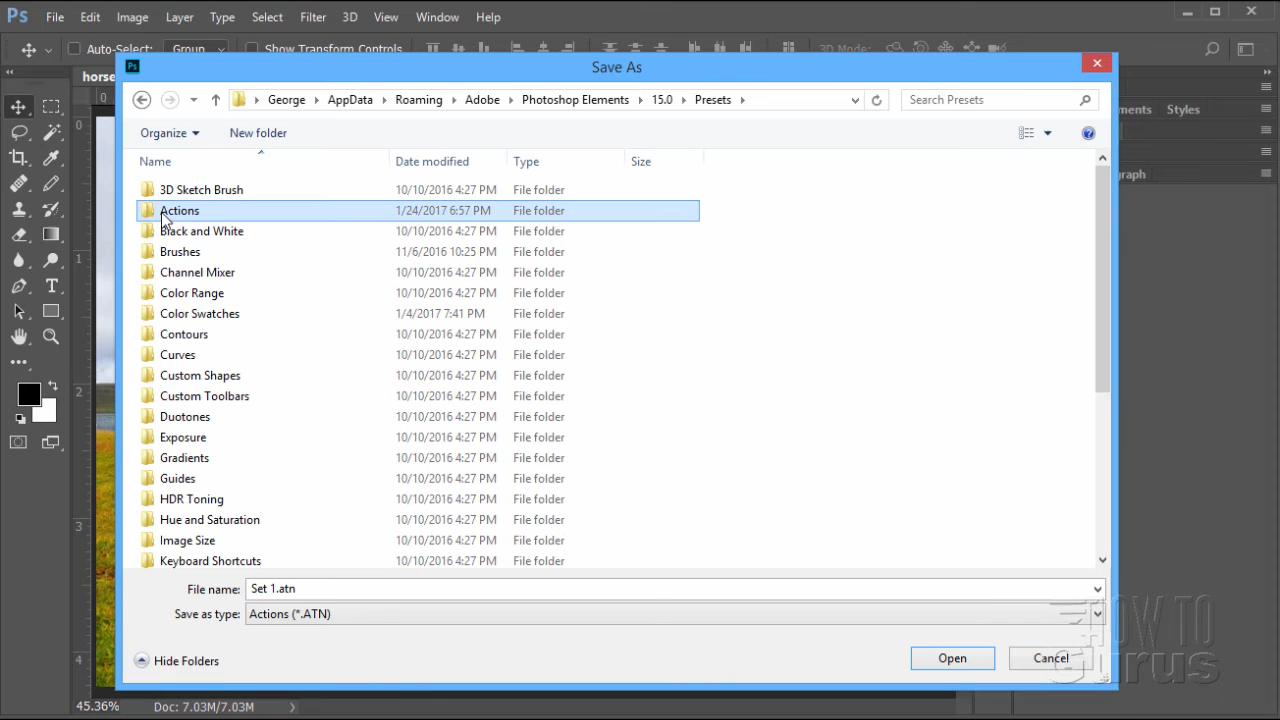 Ps File Edit Image Layer Type Select Filter 3D View Window Help
Auto-Select: Group Show Transform Controls 3D Mode:
horse
Save As
George AppData Roaming Adobe Photoshop Elements 15.0 Presets Search Presets
Organize New folder
Name Date modified Type Size
3D Sketch Brush 10/10/2016 4:27 PM File folder
Actions 1/24/2017 6:57 PM File folder
Black and White 10/10/2016 4:27 PM File folder
Brushes 11/6/2016 10:25 PM File folder
Channel Mixer 10/10/2016 4:27 PM File folder
Color Range 10/10/2016 4:27 PM File folder
Color Swatches 1/4/2017 7:41 PM File folder
Contours 10/10/2016 4:27 PM File folder
Curves 10/10/2016 4:27 PM File folder
Custom Shapes 10/10/2016 4:27 PM File folder
Custom Toolbars 10/10/2016 4:27 PM File folder
Duotones 10/10/2016 4:27 PM File folder
Exposure 10/10/2016 4:27 PM File folder
Gradients 10/10/2016 4:27 PM File folder
Guides 10/10/2016 4:27 PM File folder
HDR Toning 10/10/2016 4:27 PM File folder
Hue and Saturation 10/10/2016 4:27 PM File folder
Image Size 10/10/2016 4:27 PM File folder
Keyboard Shortcuts 10/10/2016 4:27 PM File folder
File name: Set 1.atn
Save as type: Actions (*.ATN)
Hide Folders Open Cancel
ments Styles
graph
0
1
2
3
4
0
HOW TO
Gurus
45.36% Doc: 7.03M/7.03M